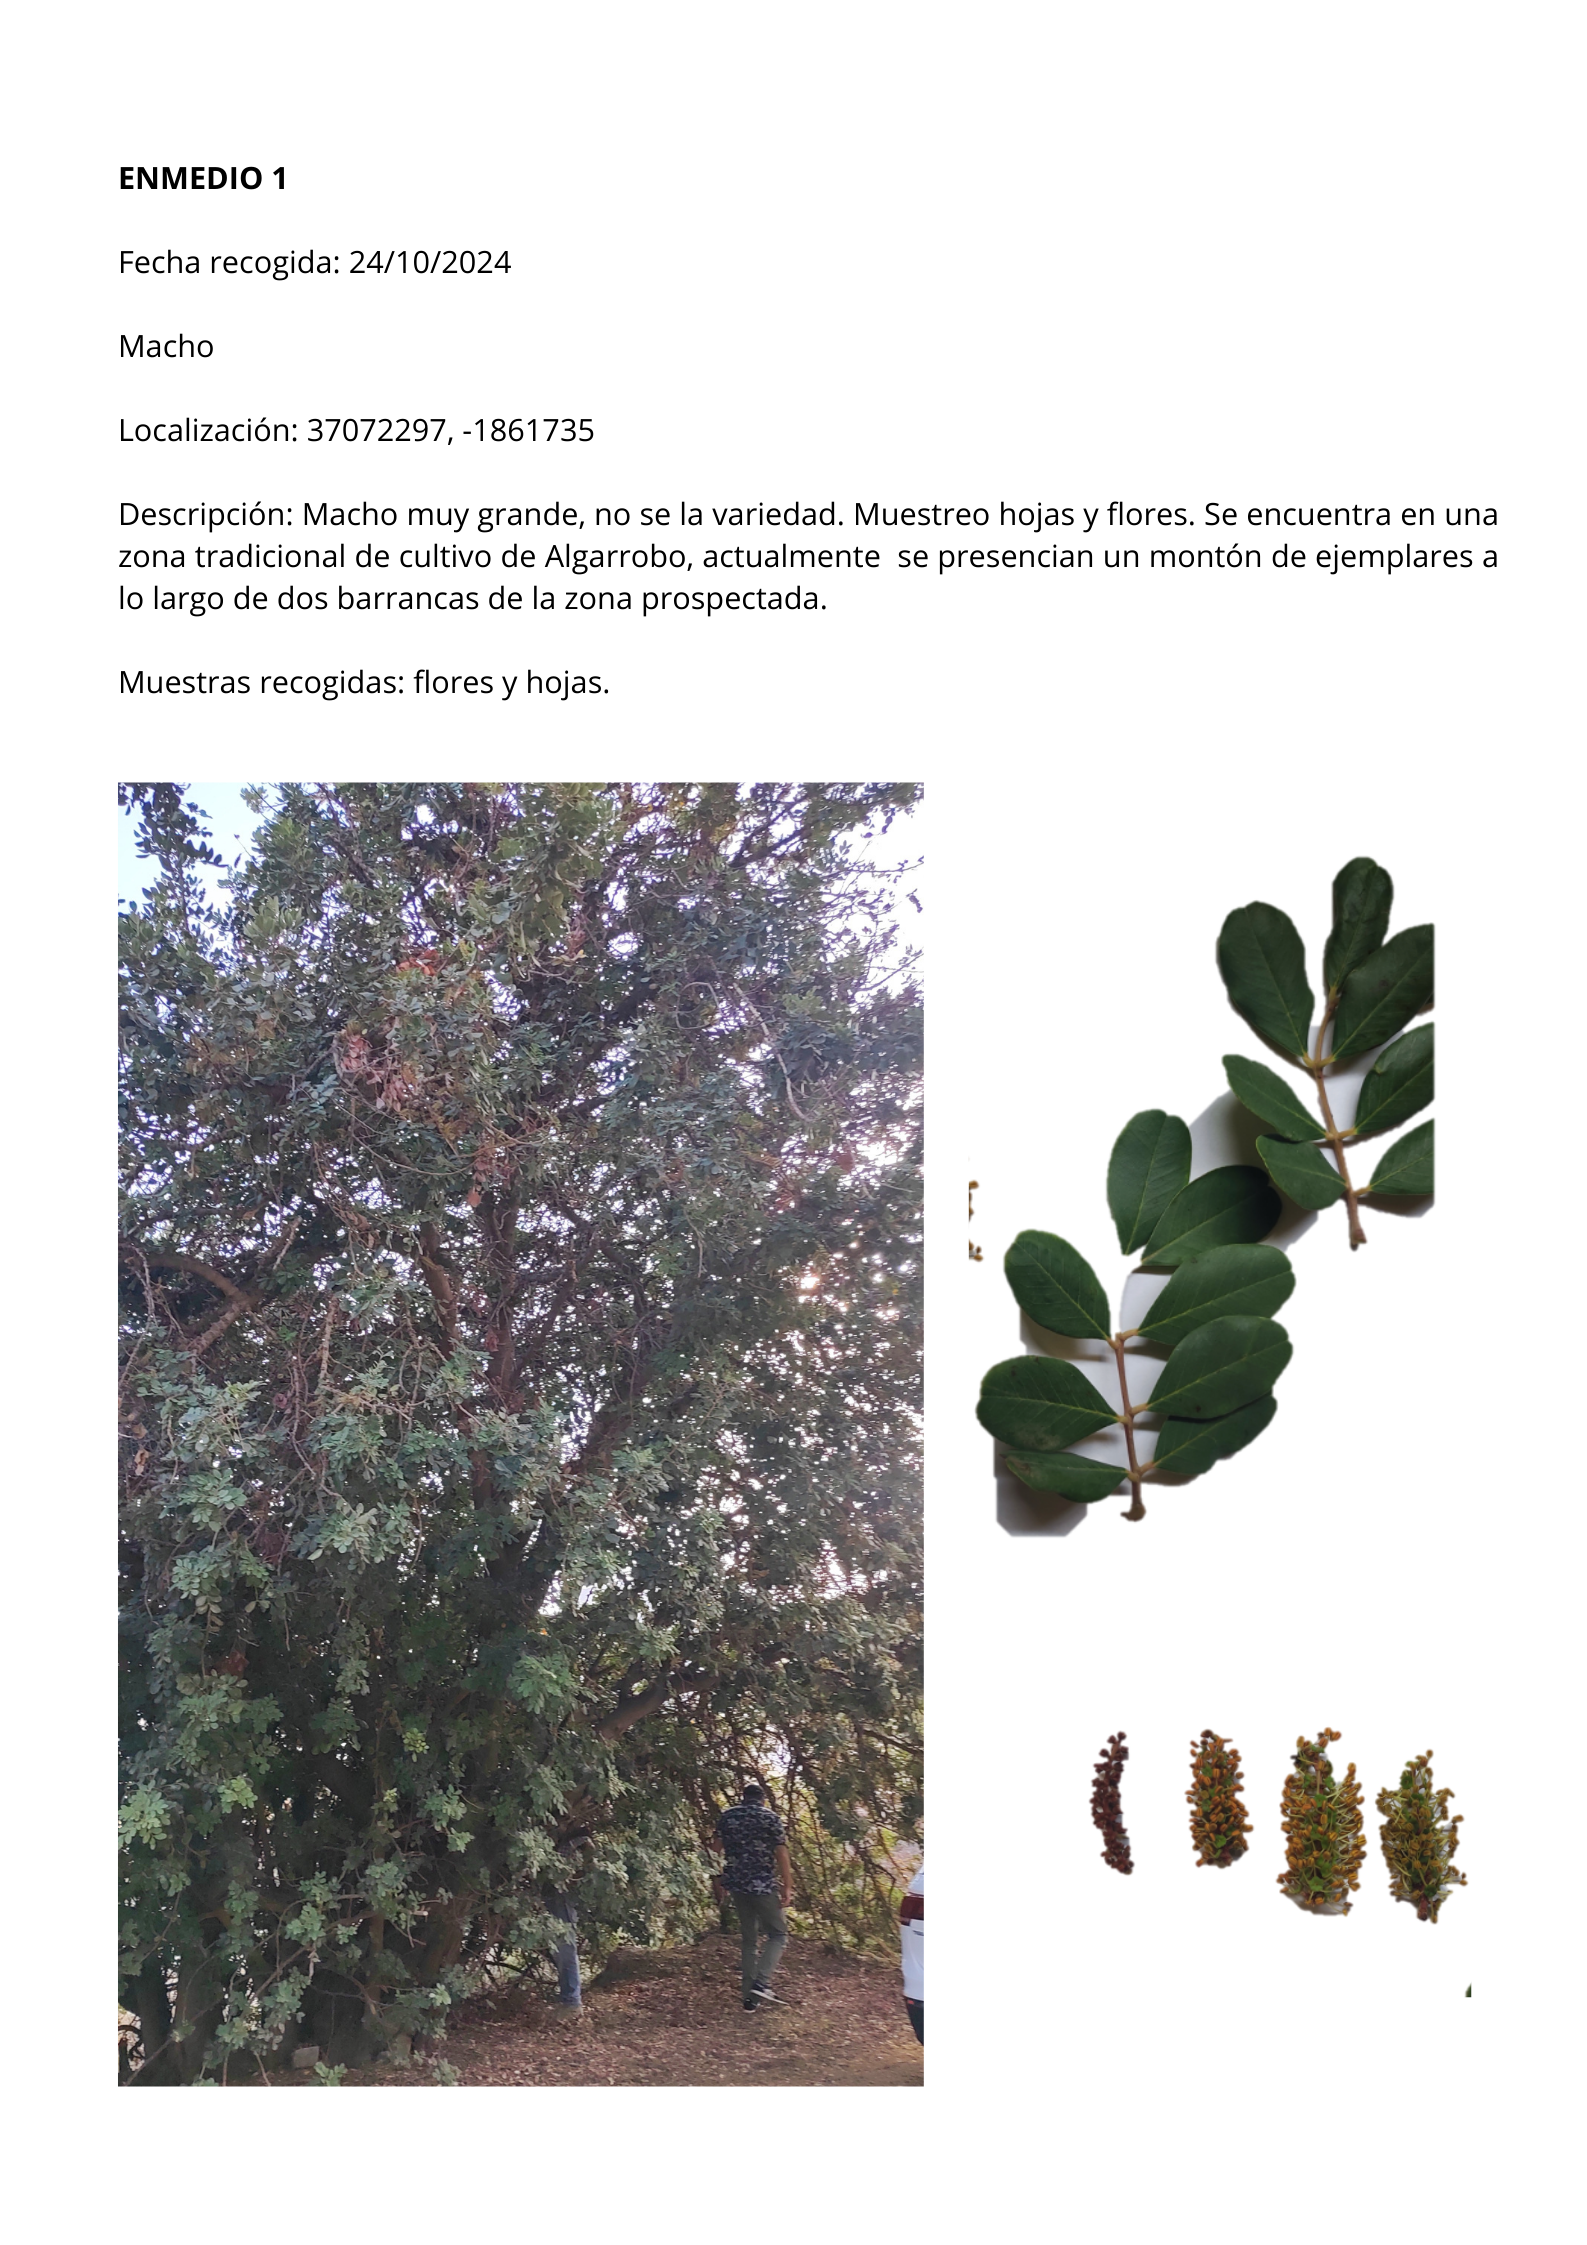 ENMEDIO 1
Fecha recogida: 24/10/2024
Macho
Localización: 37072297, -1861735
Descripción: Macho muy grande, no se la variedad. Muestreo hojas y flores. Se encuentra en una
zona tradicional de cultivo de Algarrobo, actualmente  se presencian un montón de ejemplares a
lo largo de dos barrancas de la zona prospectada.
Muestras recogidas: flores y hojas.